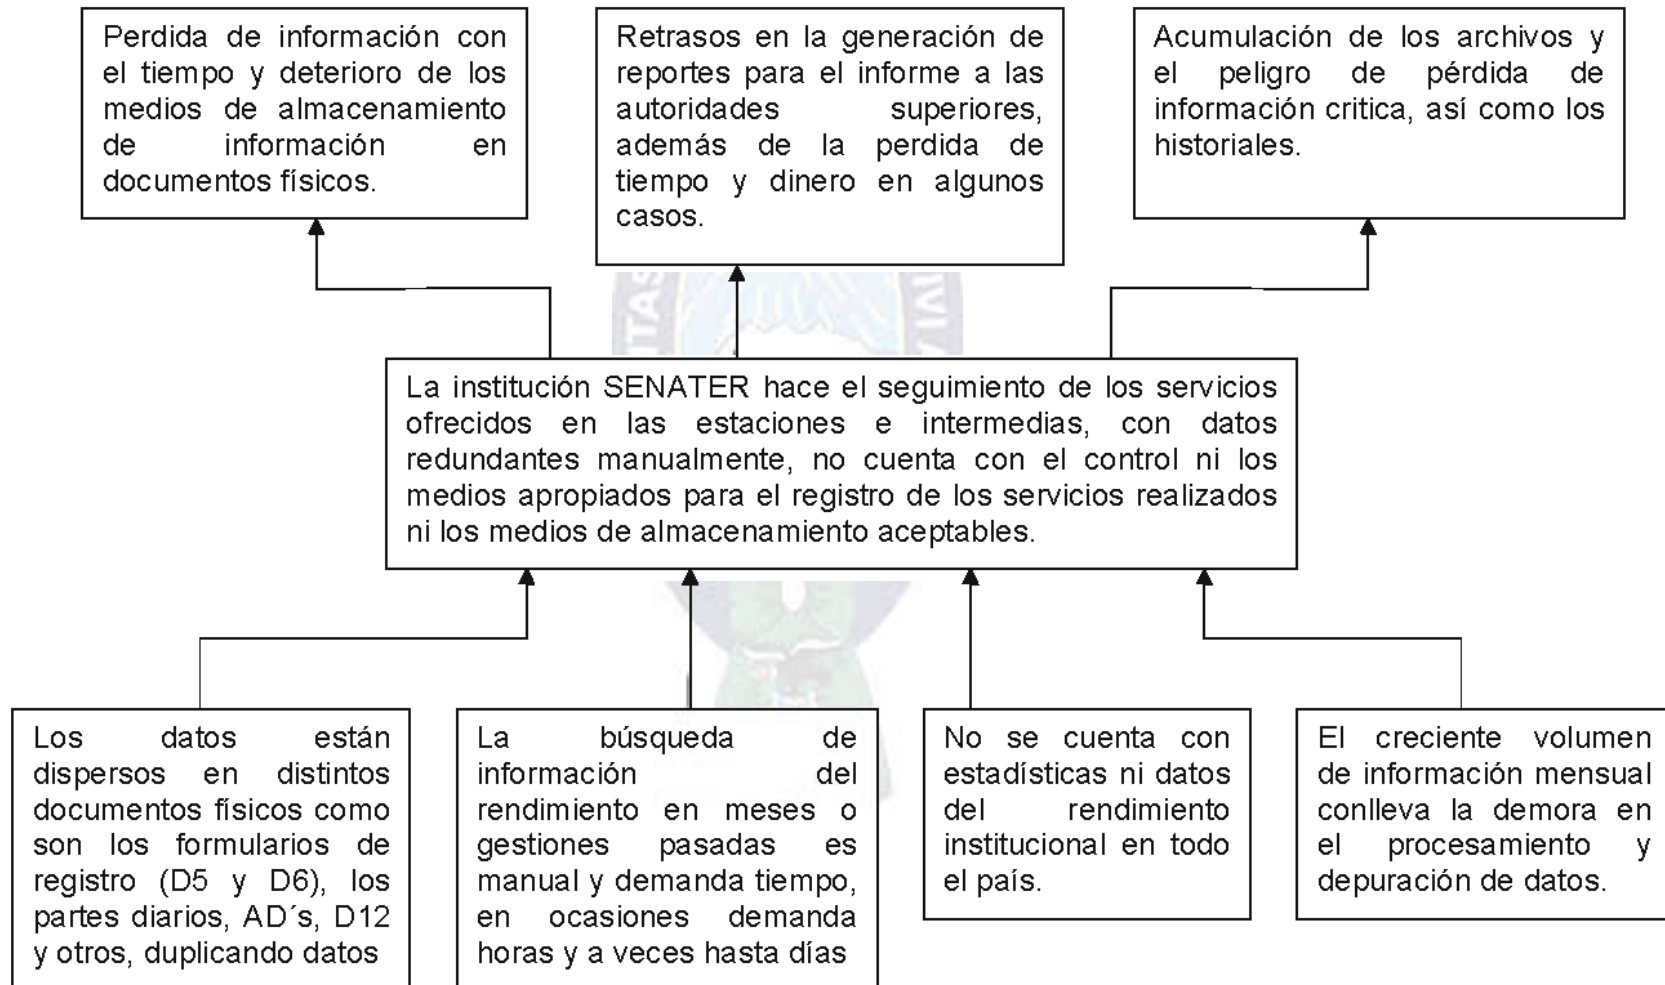 Perdida de información con
el tiempo y deterioro de los
medios de almacenamiento
de información en
documentos físicos.
Retrasos en la generación de
reportes para el informe a las
autoridades superiores,
además de la perdida de
tiempo y dinero en algunos
casos.
Acumulación de los archivos y
el peligro de pérdida de
información critica, así como los
historiales.
TAS
IVI
La institución SENATER hace el seguimiento de los servicios
ofrecidos en las estaciones e intermedias, con datos
redundantes manualmente, no cuenta con el control ni los
medios apropiados para el registro de los servicios realizados
ni los medios de almacenamiento aceptables.
Los datos están
dispersos en distintos
documentos físicos como
son los formularios de
registro (D5 y D6), los
partes diarios, AD´s, D12
y otros, duplicando datos
La búsqueda de
información del
rendimiento en meses o
gestiones pasadas es
manual y demanda tiempo,
en ocasiones demanda
horas y a veces hasta días
No se cuenta con
estadísticas ni datos
del rendimiento
institucional en todo
el país.
El creciente volumen
de información mensual
conlleva la demora en
el procesamiento y
depuración de datos.